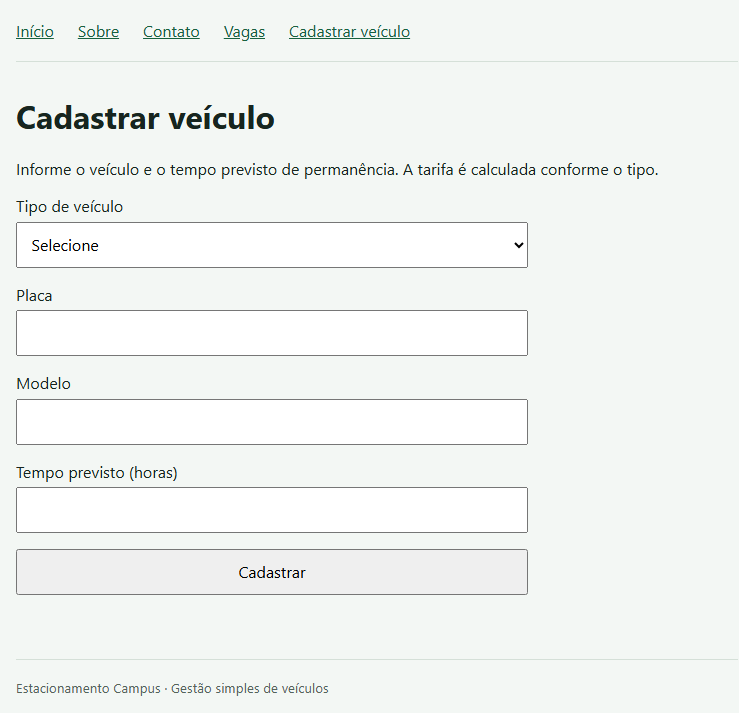 Início Sobre Contato Vagas Cadastrar veículo
Cadastrar veículo
Informe o veículo e o tempo previsto de permanência. A tarifa é calculada conforme o tipo.
Tipo de veículo
Selecione
Placa
Modelo
Tempo previsto (horas)
Cadastrar
Estacionamento Campus · Gestão simples de veículos